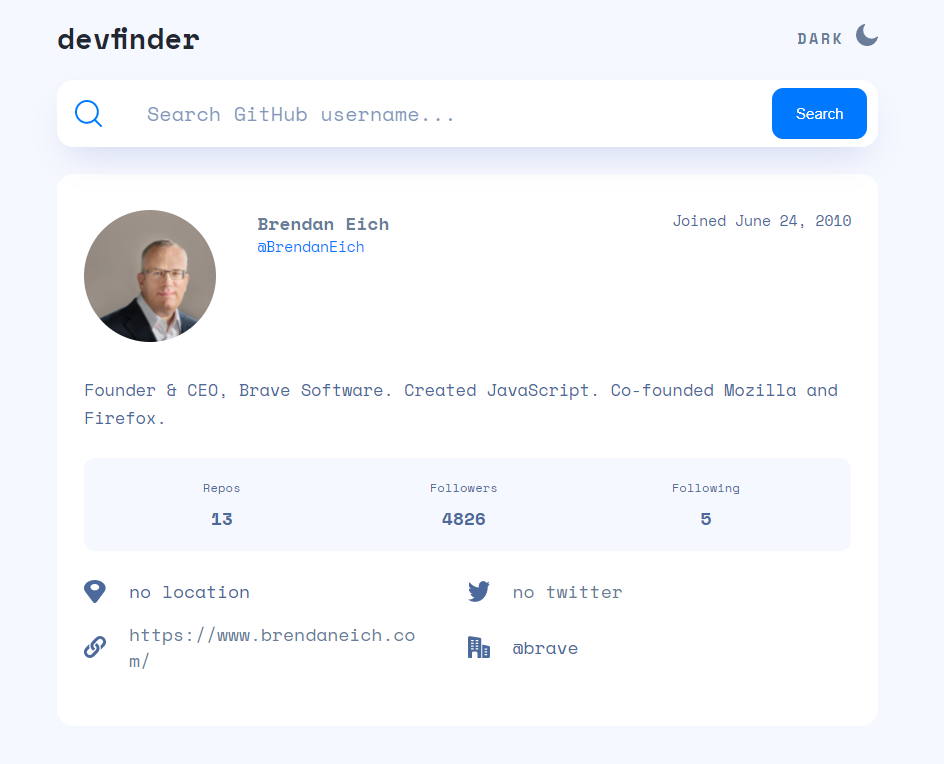 devfinder
DARK
Search GitHub username...
Search
Brendan Eich
@BrendanEich
Joined June 24, 2010
Founder & CEO, Brave Software. Created JavaScript. Co-founded Mozilla and
Firefox.
Repos
13
Followers
4826
Following
5
no location
no twitter
https://www.brendaneich.co
m/
@brave